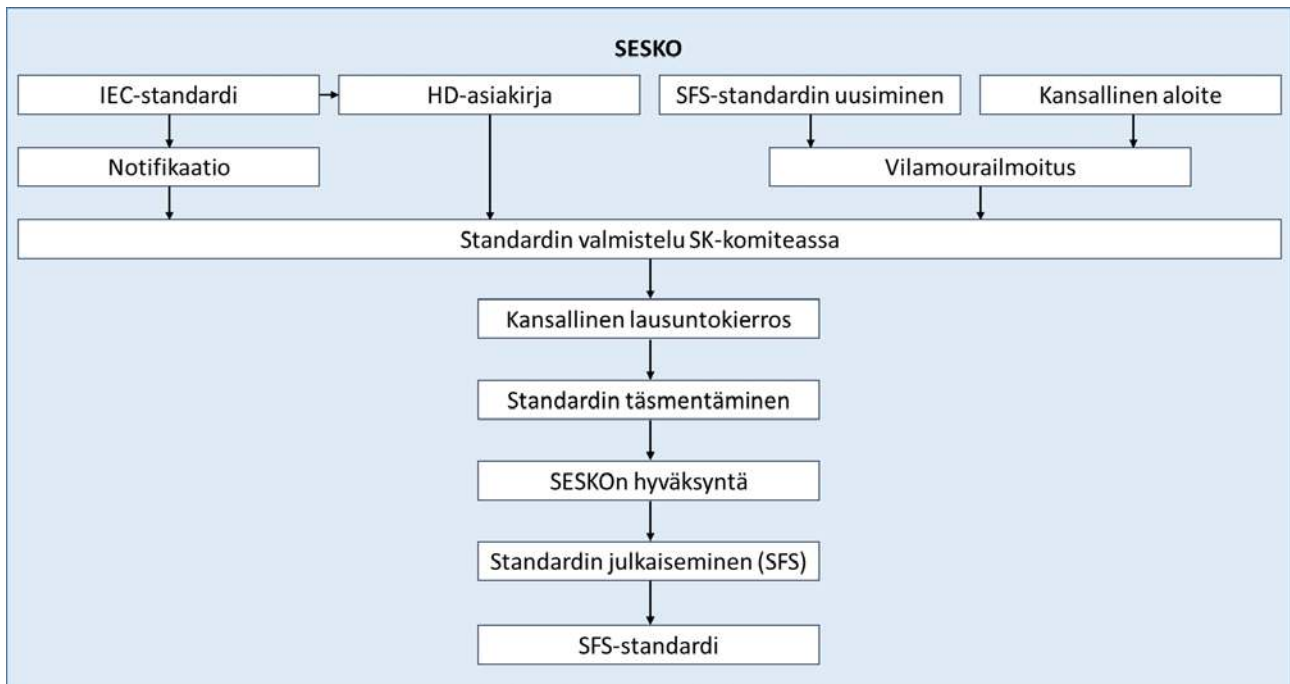 SESKO
IEC-standardi
HD-asiakirja
SFS-standardin uusiminen
Kansallinen aloite
Notifikaatio
Vilamourailmoitus
Standardin valmistelu SK-komiteassa
Kansallinen lausuntokierros
Standardin täsmentäminen
SESKOn hyväksyntä
Standardin julkaiseminen (SFS)
SFS-standardi